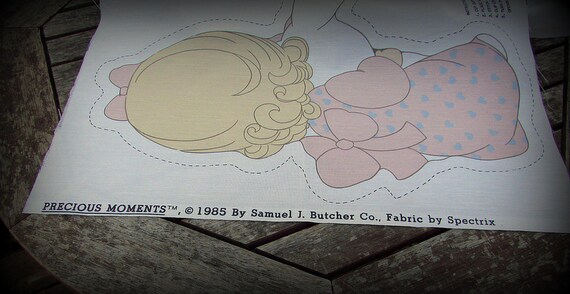 PRECIOUS MOMENTS™, © 1985 By Samuel J. Butcher Co., Fabric by Spectrix